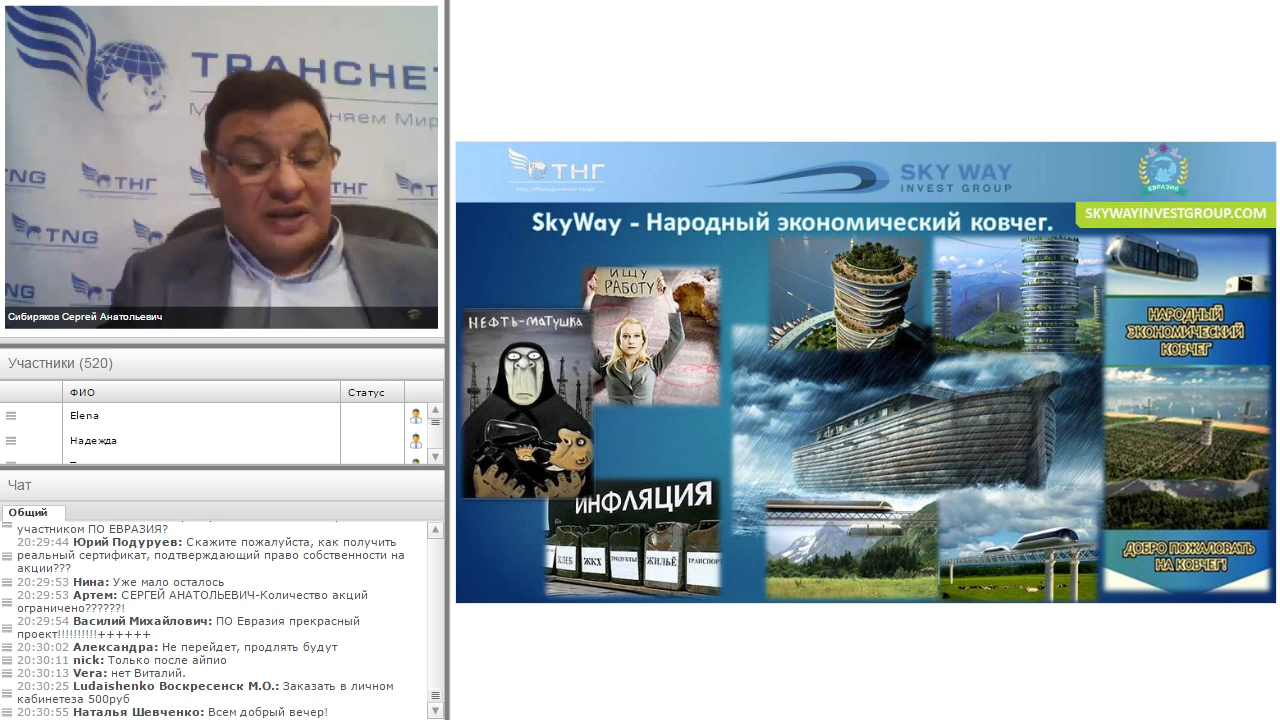 ТРАНСНЕТ
TNG
ТНГ
TNG
TNG
Сибиряков Сергей Анатольевич
Участники (520)
ФИО
Статус
Elena
Надежда
Чат
Общий
участником ПО ЕВРАЗИЯ?
20:29:44 Юрий Подуруев: Скажите пожалуйста, как получить
реальный сертификат, подтверждающий право собственности на
акции???
20:29:53 Нина: Уже мало осталось
20:29:53 Артем: СЕРГЕЙ АНАТОЛЬЕВИЧ-Количество акций
ограничено??????!
20:29:54 Василий Михайлович: ПО Евразия прекрасный
проект!!!!!!!!!!++++++
20:30:02 Александра: Не перейдет, продлять будут
20:30:11 nick: Только после айпио
20:30:13 Vera: нет Виталий.
20:30:25 Ludaishenko Воскресенск М.О.: Заказать в личном
кабинетеза 500руб
20:30:55 Наталья Шевченко: Всем добрый вечер!
ТНГ
SKY WAY
INVEST GROUP
ЕВРАЗИЯ
SKYWAYINVESTGROUP.COM
SkyWay - Народный экономический ковчег.
ИЩУ
РАБОТУ
НЕФТЬ-МАТУШКА
ИНФЛЯЦИЯ
ХЛЕБ
ЖКХ
ПРОДУКТЫ
ЖИЛЬЁ
ТРАНСПОРТ
НАРОДНЫЙ
ЭКОНОМИЧЕСКИЙ
КОВЧЕГ
ДОБРО ПОЖАЛОВАТЬ
НА КОВЧЕГ!